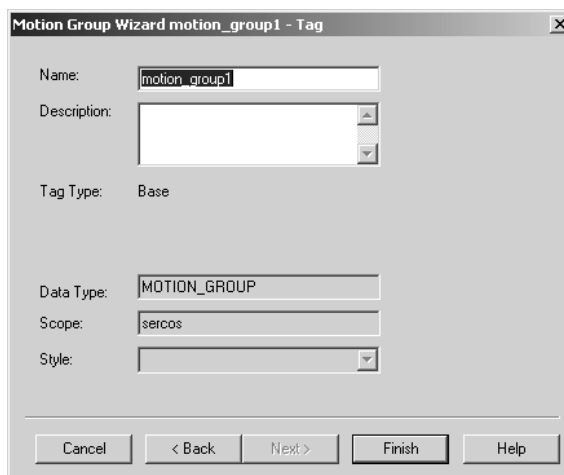 Motion Group Wizard motion_group1 - Tag
Name: motion_group1
Description:
Tag Type: Base
Data Type: MOTION_GROUP
Scope: sercos
Style:
Cancel < Back Next > Finish Help